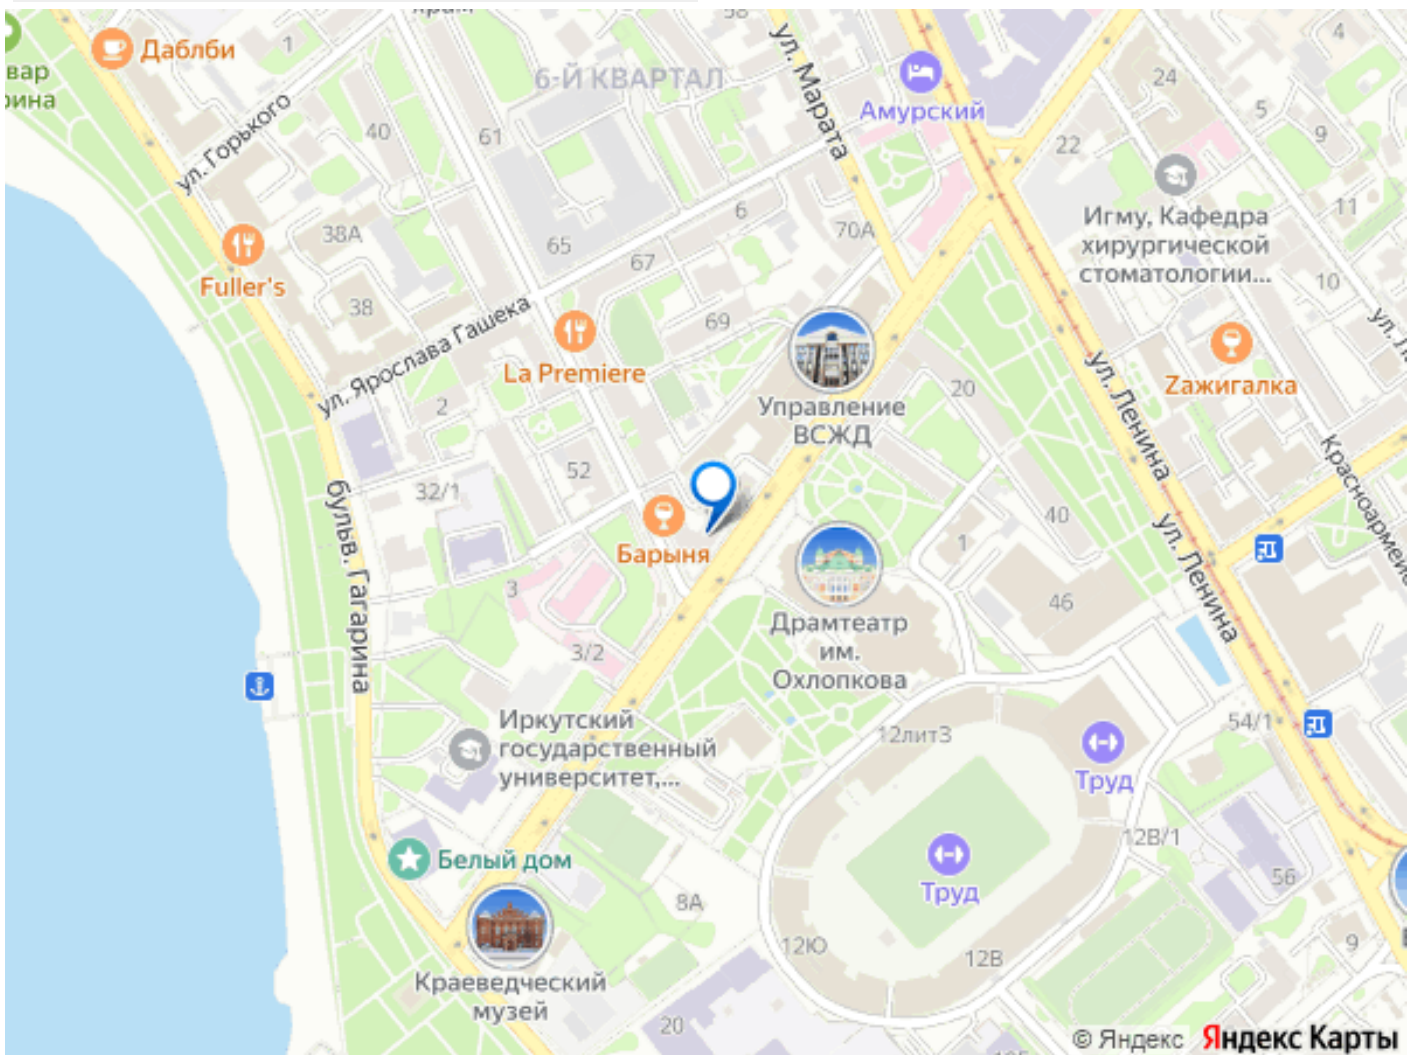 Даблби
1
вар
рина
ул. Горького
40
61
6-Й КВАРТАЛ
58
ул. Марата
Амурский
4
24
5
9
22
Игму, Кафедра
хирургической
стоматологии...
11
10
38А
Fuller's
38
65
67
6
70А
69
ул. Ярослава Гашека
La Premiere
Управление
ВСЖД
20
ул. Ленина
Zажигалка
2
52
32/1
Барыня
бульв. Гагарина
3
3/2
Драмтеатр
им.
Охлопкова
1
40
46
ул. Ленина
Иркутский
государственный
университет,...
12лит3
Труд
54/1
12В/1
Труд
56
Белый дом
8А
12Ю
12В
9
Краеведческий
музей
20
© Яндекс Яндекс Карты